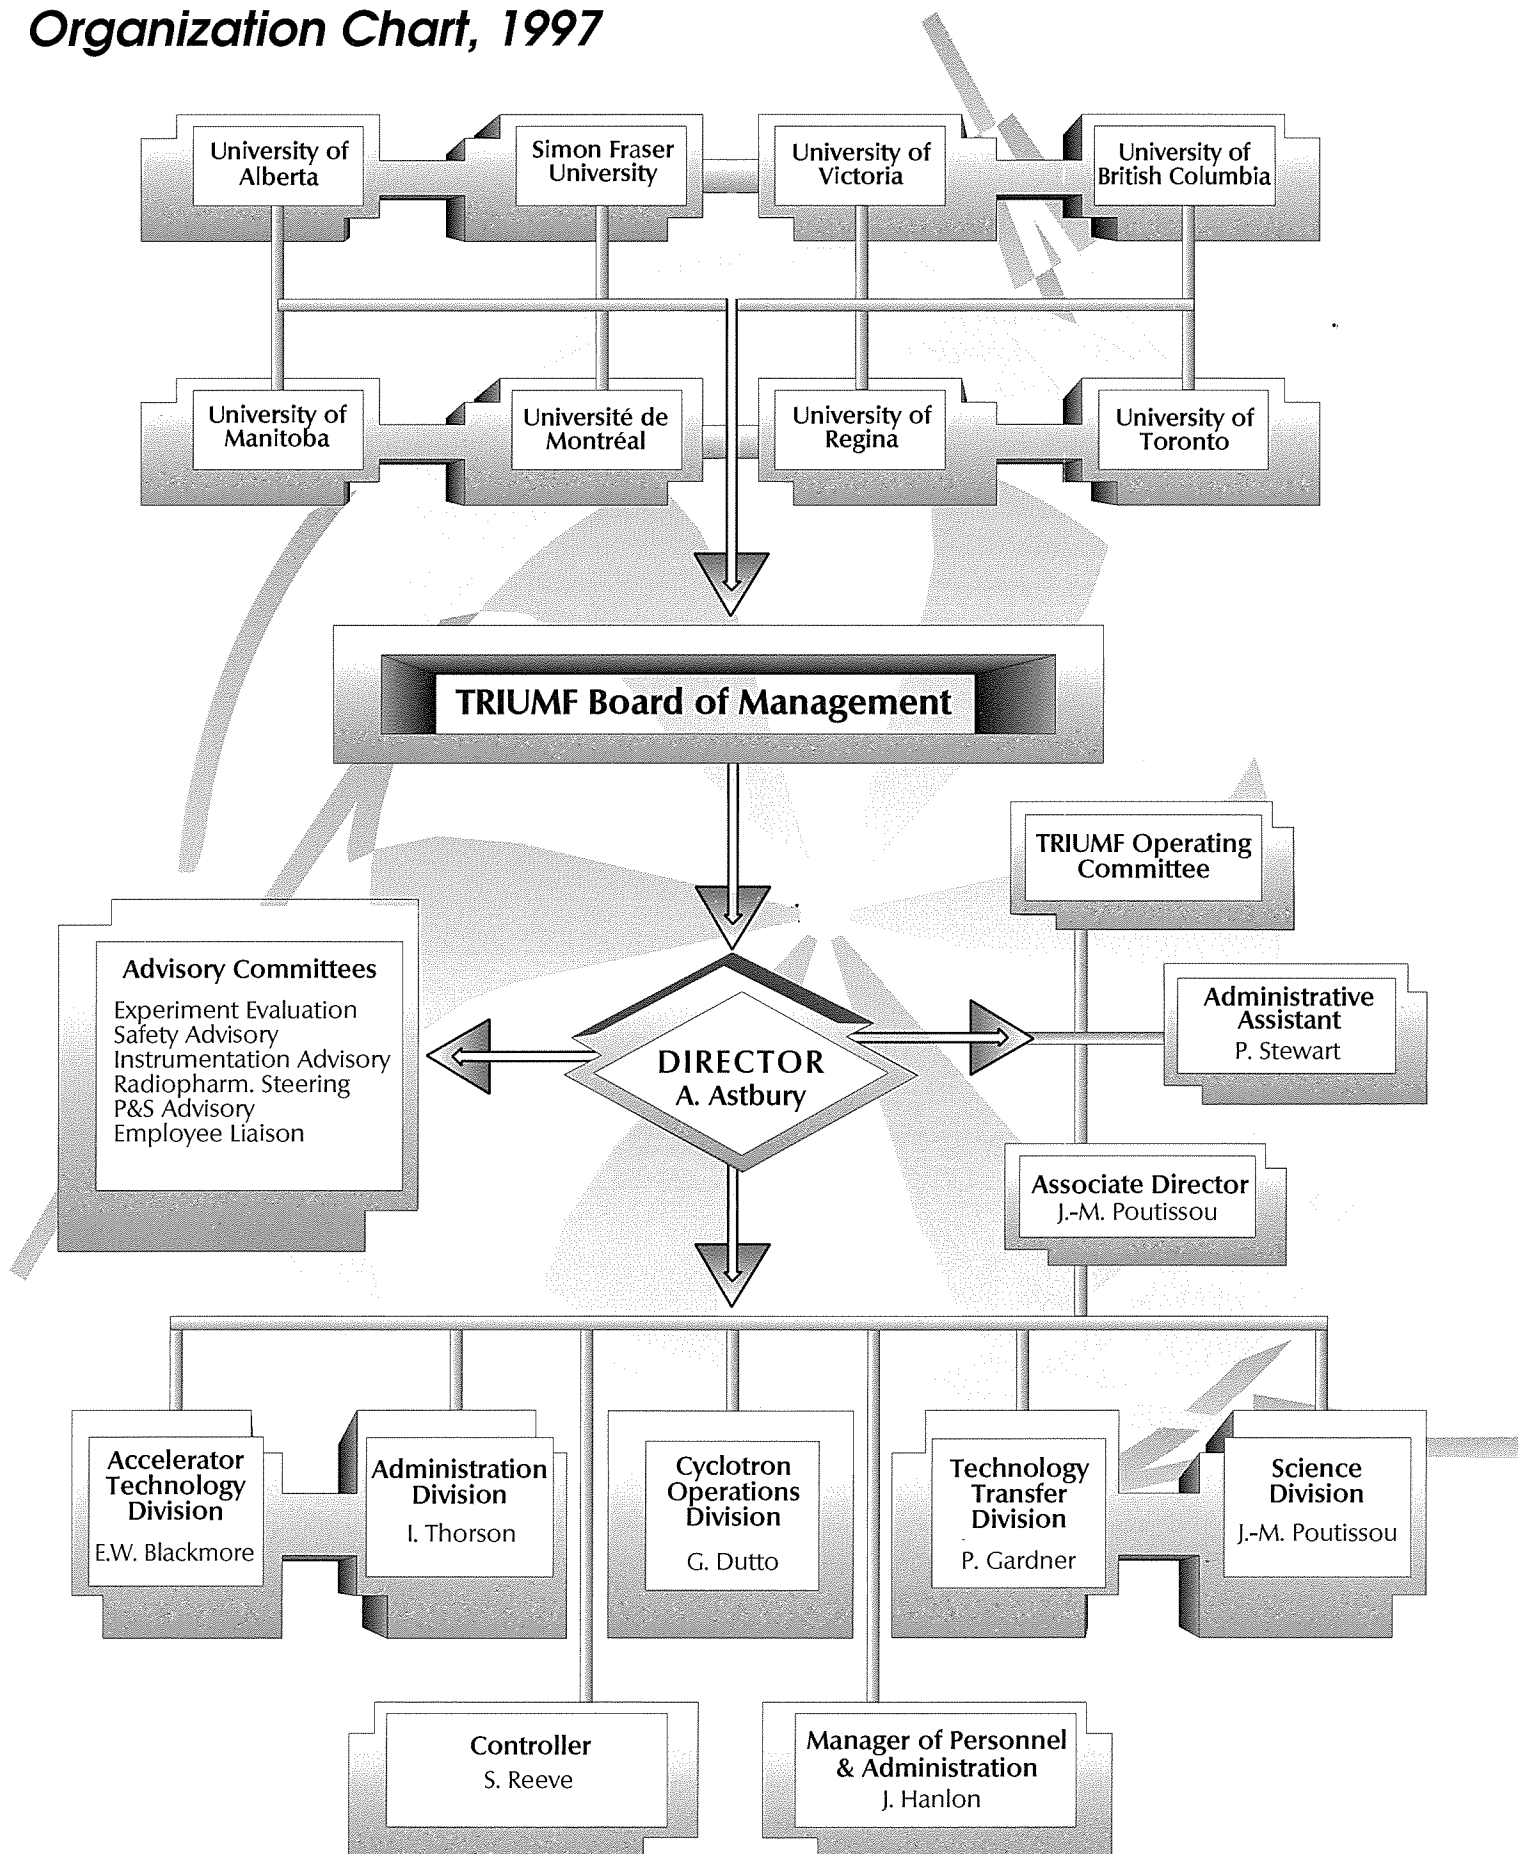 Organization Chart, 1997
University of
Alberta
Simon Fraser
University
University of
Victoria
University of
British Columbia
University of
Manitoba
Université de
Montréal
University of
Regina
University of
Toronto
TRIUMF Board of Management
TRIUMF Operating
Committee
Advisory Committees
Experiment Evaluation
Safety Advisory
Instrumentation Advisory
Radiopharm. Steering
P&S Advisory
Employee Liaison
DIRECTOR
A. Astbury
Administrative
Assistant
P. Stewart
Associate Director
J.-M. Poutissou
Accelerator
Technology
Division
E.W. Blackmore
Administration
Division
I. Thorson
Cyclotron
Operations
Division
G. Dutto
Technology
Transfer
Division
P. Gardner
Science
Division
J.-M. Poutissou
Controller
S. Reeve
Manager of Personnel
& Administration
J. Hanlon